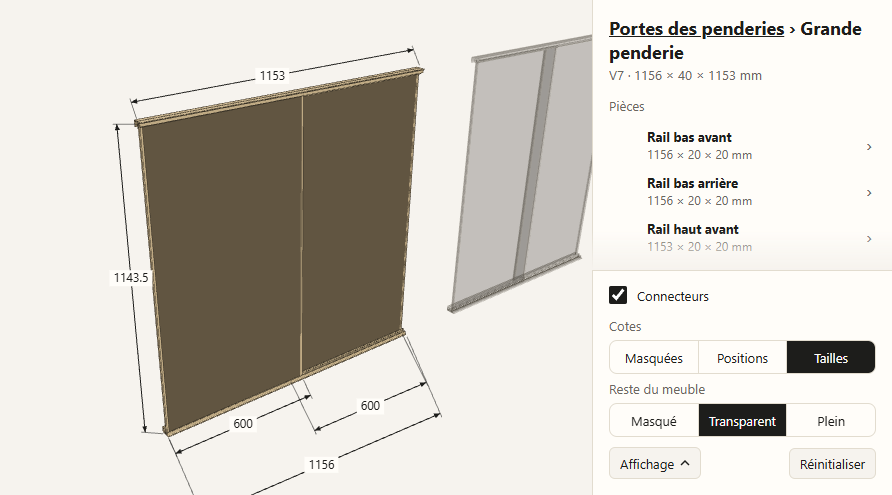 1153
1143.5
600
600
1156
Portes des penderies › Grande
penderie
V7 · 1156 × 40 × 1153 mm
Pièces
Rail bas avant
1156 × 20 × 20 mm
›
Rail bas arrière
1156 × 20 × 20 mm
›
Rail haut avant
1153 × 20 × 20 mm
›
Connecteurs
Cotes
Masquées Positions Tailles
Reste du meuble
Masqué Transparent Plein
Affichage Réinitialiser